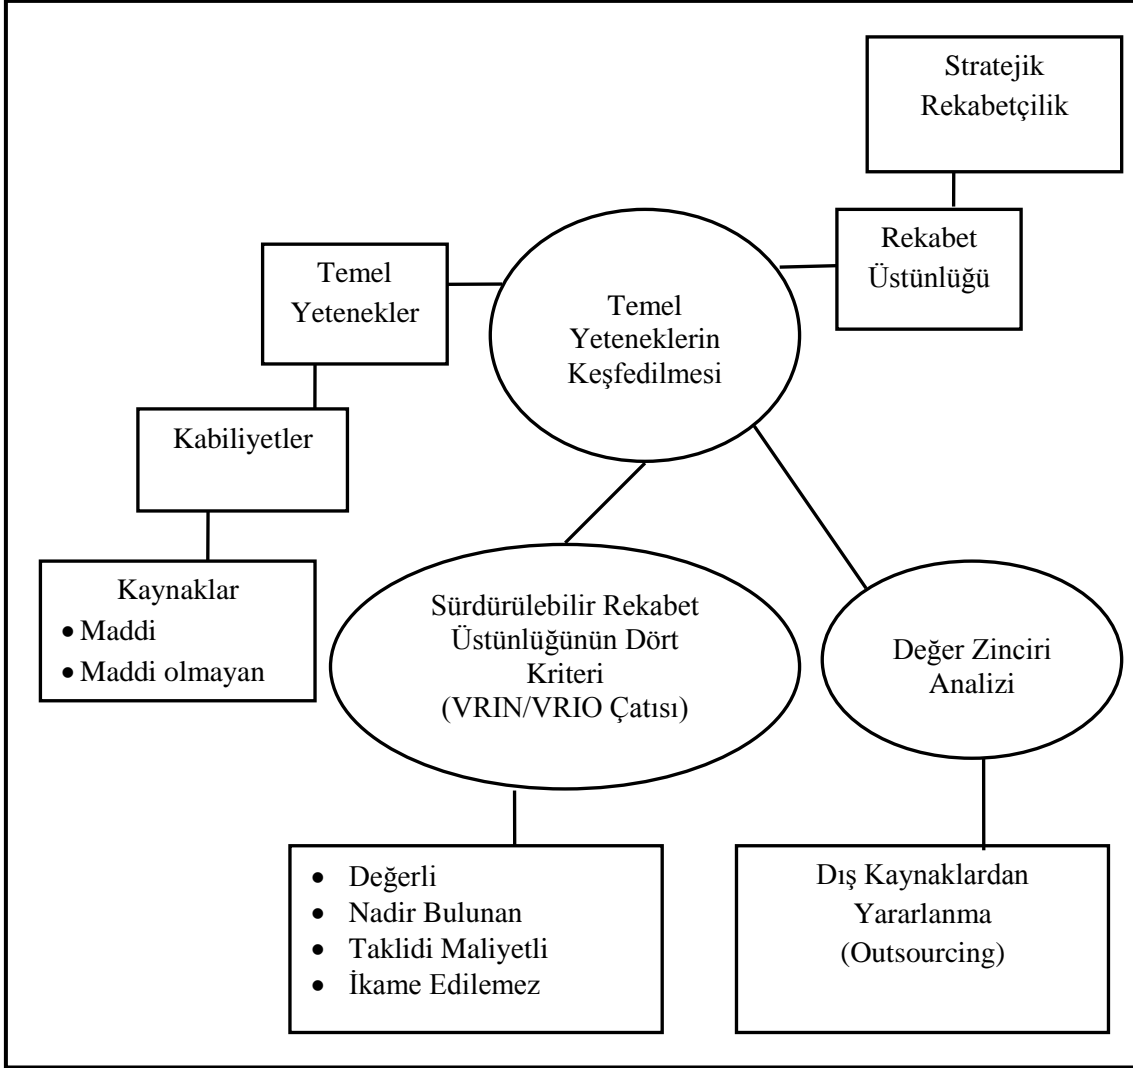 Stratejik
Rekabetçilik
Rekabet
Üstünlüğü
Temel
Yetenekler
Temel
Yeteneklerin
Keşfedilmesi
Kabiliyetler
Kaynaklar
• Maddi
• Maddi olmayan
Sürdürülebilir Rekabet
Üstünlüğünün Dört
Kriteri
(VRIN/VRIO Çatısı)
Değer Zinciri
Analizi
• Değerli
• Nadir Bulunan
• Taklidi Maliyetli
• İkame Edilemez
Dış Kaynaklardan
Yararlanma
(Outsourcing)